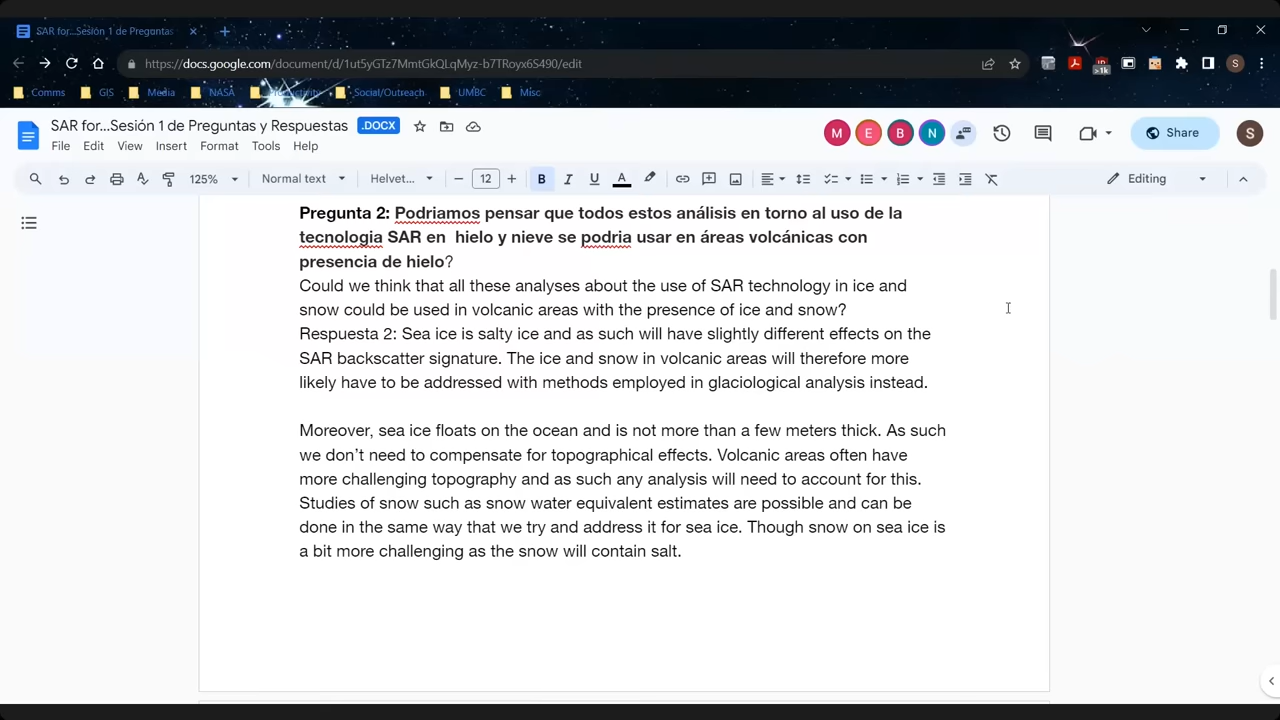 SAR for...Sesión 1 de Preguntas
https://docs.google.com/document/d/1ut5yGTz7MmtGkQLqMyz-b7TRoyx6S490/edit
>1k
S
Comms GIS Media NASA Social/Outreach UMBC Misc
SAR for...Sesión 1 de Preguntas y Respuestas .DOCX
M E B N Share S
File Edit View Insert Format Tools Help
125% Normal text Helvet... 12 B I U A Editing
Pregunta 2: Podriamos pensar que todos estos análisis en torno al uso de la
tecnologia SAR en hielo y nieve se podria usar en áreas volcánicas con
presencia de hielo?
Could we think that all these analyses about the use of SAR technology in ice and
snow could be used in volcanic areas with the presence of ice and snow?
Respuesta 2: Sea ice is salty ice and as such will have slightly different effects on the
SAR backscatter signature. The ice and snow in volcanic areas will therefore more
likely have to be addressed with methods employed in glaciological analysis instead.
Moreover, sea ice floats on the ocean and is not more than a few meters thick. As such
we don't need to compensate for topographical effects. Volcanic areas often have
more challenging topography and as such any analysis will need to account for this.
Studies of snow such as snow water equivalent estimates are possible and can be
done in the same way that we try and address it for sea ice. Though snow on sea ice is
a bit more challenging as the snow will contain salt.